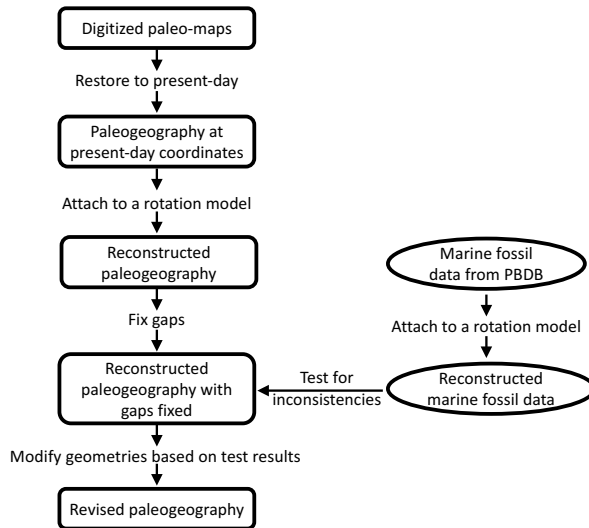 Digitized paleo-maps
Restore to present-day
Paleogeography at
present-day coordinates
Attach to a rotation model
Reconstructed
paleogeography
Fix gaps
Reconstructed
paleogeography with
gaps fixed
Modify geometries based on test results
Revised paleogeography
Marine fossil
data from PBDB
Attach to a rotation model
Reconstructed
marine fossil data
Test for
inconsistencies